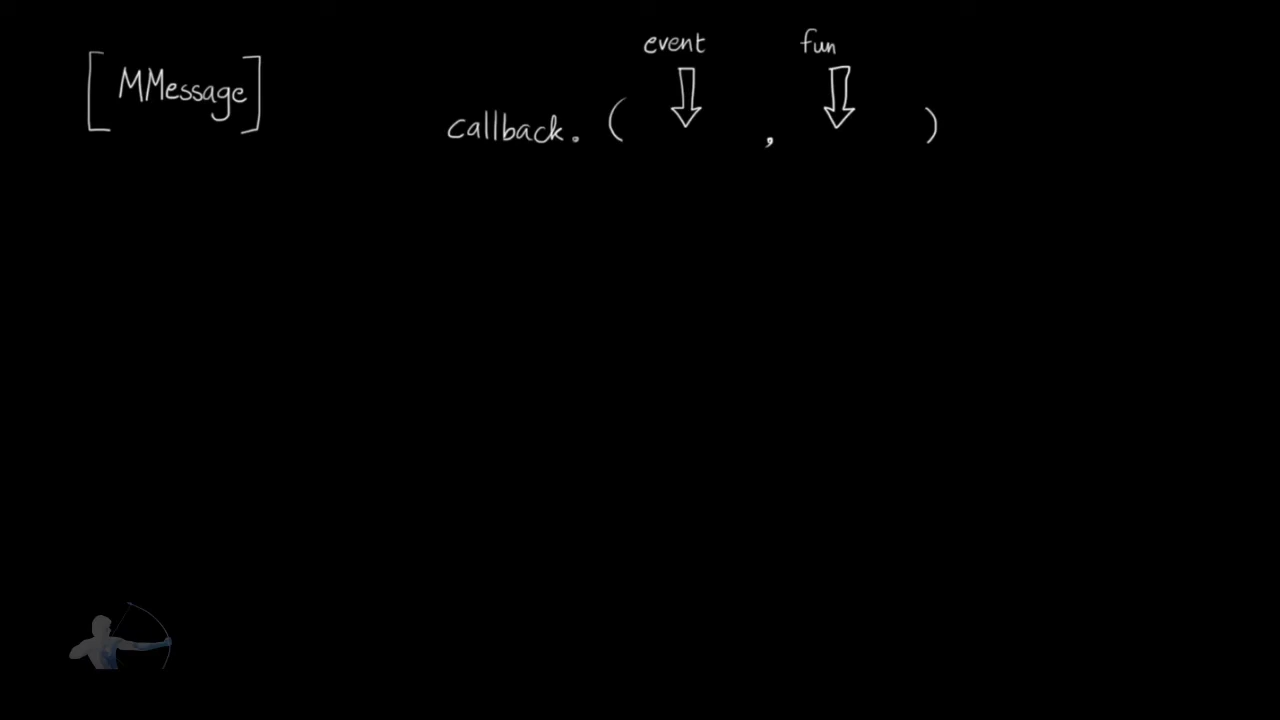 [MMessage]
event fun
callback. ( , )